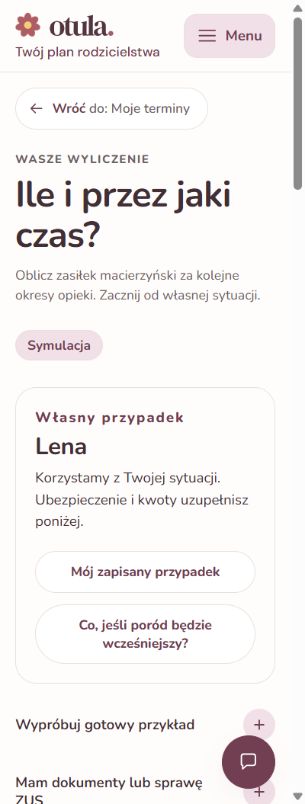 otula.
Twój plan rodzicielstwa
Menu
← Wróć do: Moje terminy
WASZE WYLICZENIE
Ile i przez jaki
czas?
Oblicz zasiłek macierzyński za kolejne
okresy opieki. Zacznij od własnej sytuacji.
Symulacja
Własny przypadek
Lena
Korzystamy z Twojej sytuacji.
Ubezpieczenie i kwoty uzupełnisz
poniżej.
Mój zapisany przypadek
Co, jeśli poród będzie
wcześniejszy?
Wypróbuj gotowy przykład
Mam dokumenty lub sprawę
ZUS